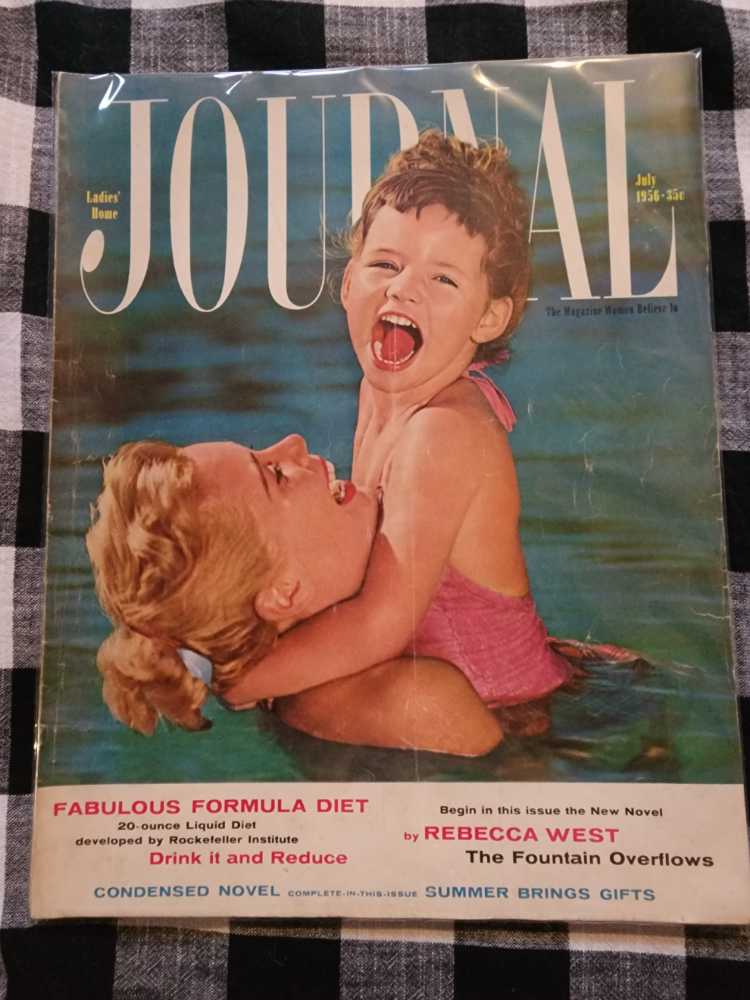 Ladies'
Home
JOURNAL
July
1956·35¢
The Magazine Women Believe In
FABULOUS FORMULA DIET
20-ounce Liquid Diet
developed by Rockefeller Institute
Drink it and Reduce
Begin in this issue the New Novel
by REBECCA WEST
The Fountain Overflows
CONDENSED NOVEL COMPLETE-IN-THIS-ISSUE SUMMER BRINGS GIFTS